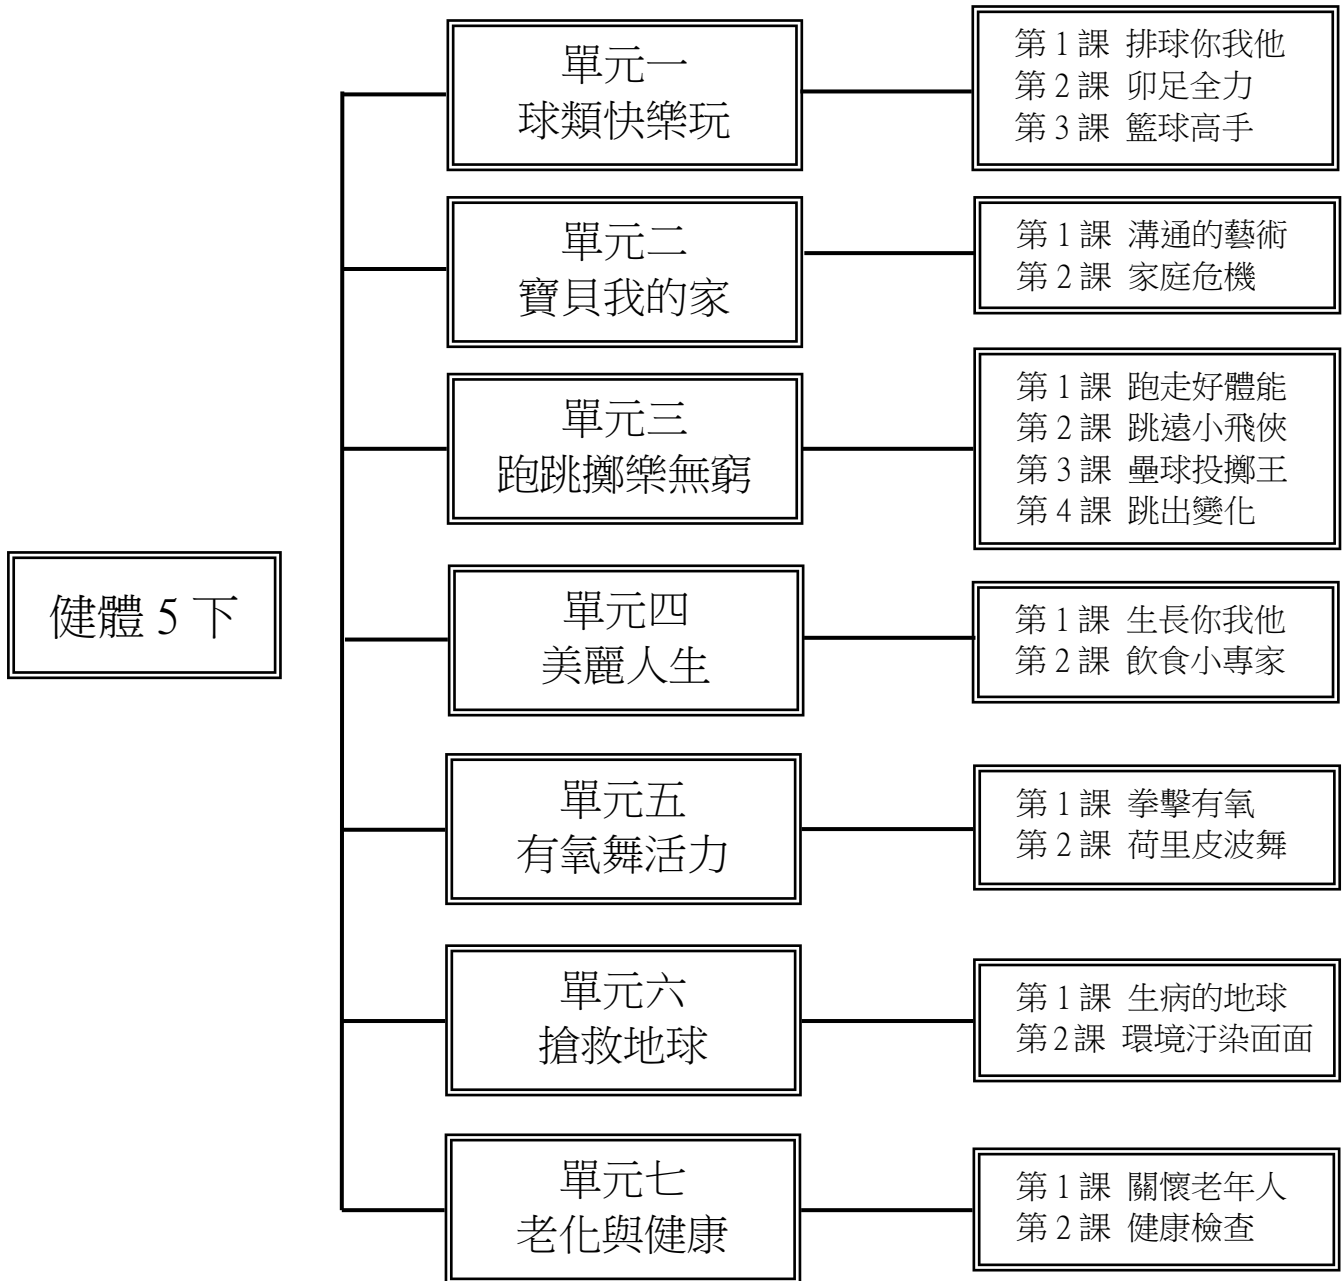 健體 5 下
單元一
球類快樂玩
第 1 課 排球你我他
第 2 課 卯足全力
第 3 課 籃球高手
單元二
寶貝我的家
第 1 課 溝通的藝術
第 2 課 家庭危機
單元三
跑跳擲樂無窮
第 1 課 跑走好體能
第 2 課 跳遠小飛俠
第 3 課 壘球投擲王
第 4 課 跳出變化
單元四
美麗人生
第 1 課 生長你我他
第 2 課 飲食小專家
單元五
有氧舞活力
第 1 課 拳擊有氧
第 2 課 荷里皮波舞
單元六
搶救地球
第 1 課 生病的地球
第 2 課 環境汙染面面
單元七
老化與健康
第 1 課 關懷老年人
第 2 課 健康檢查